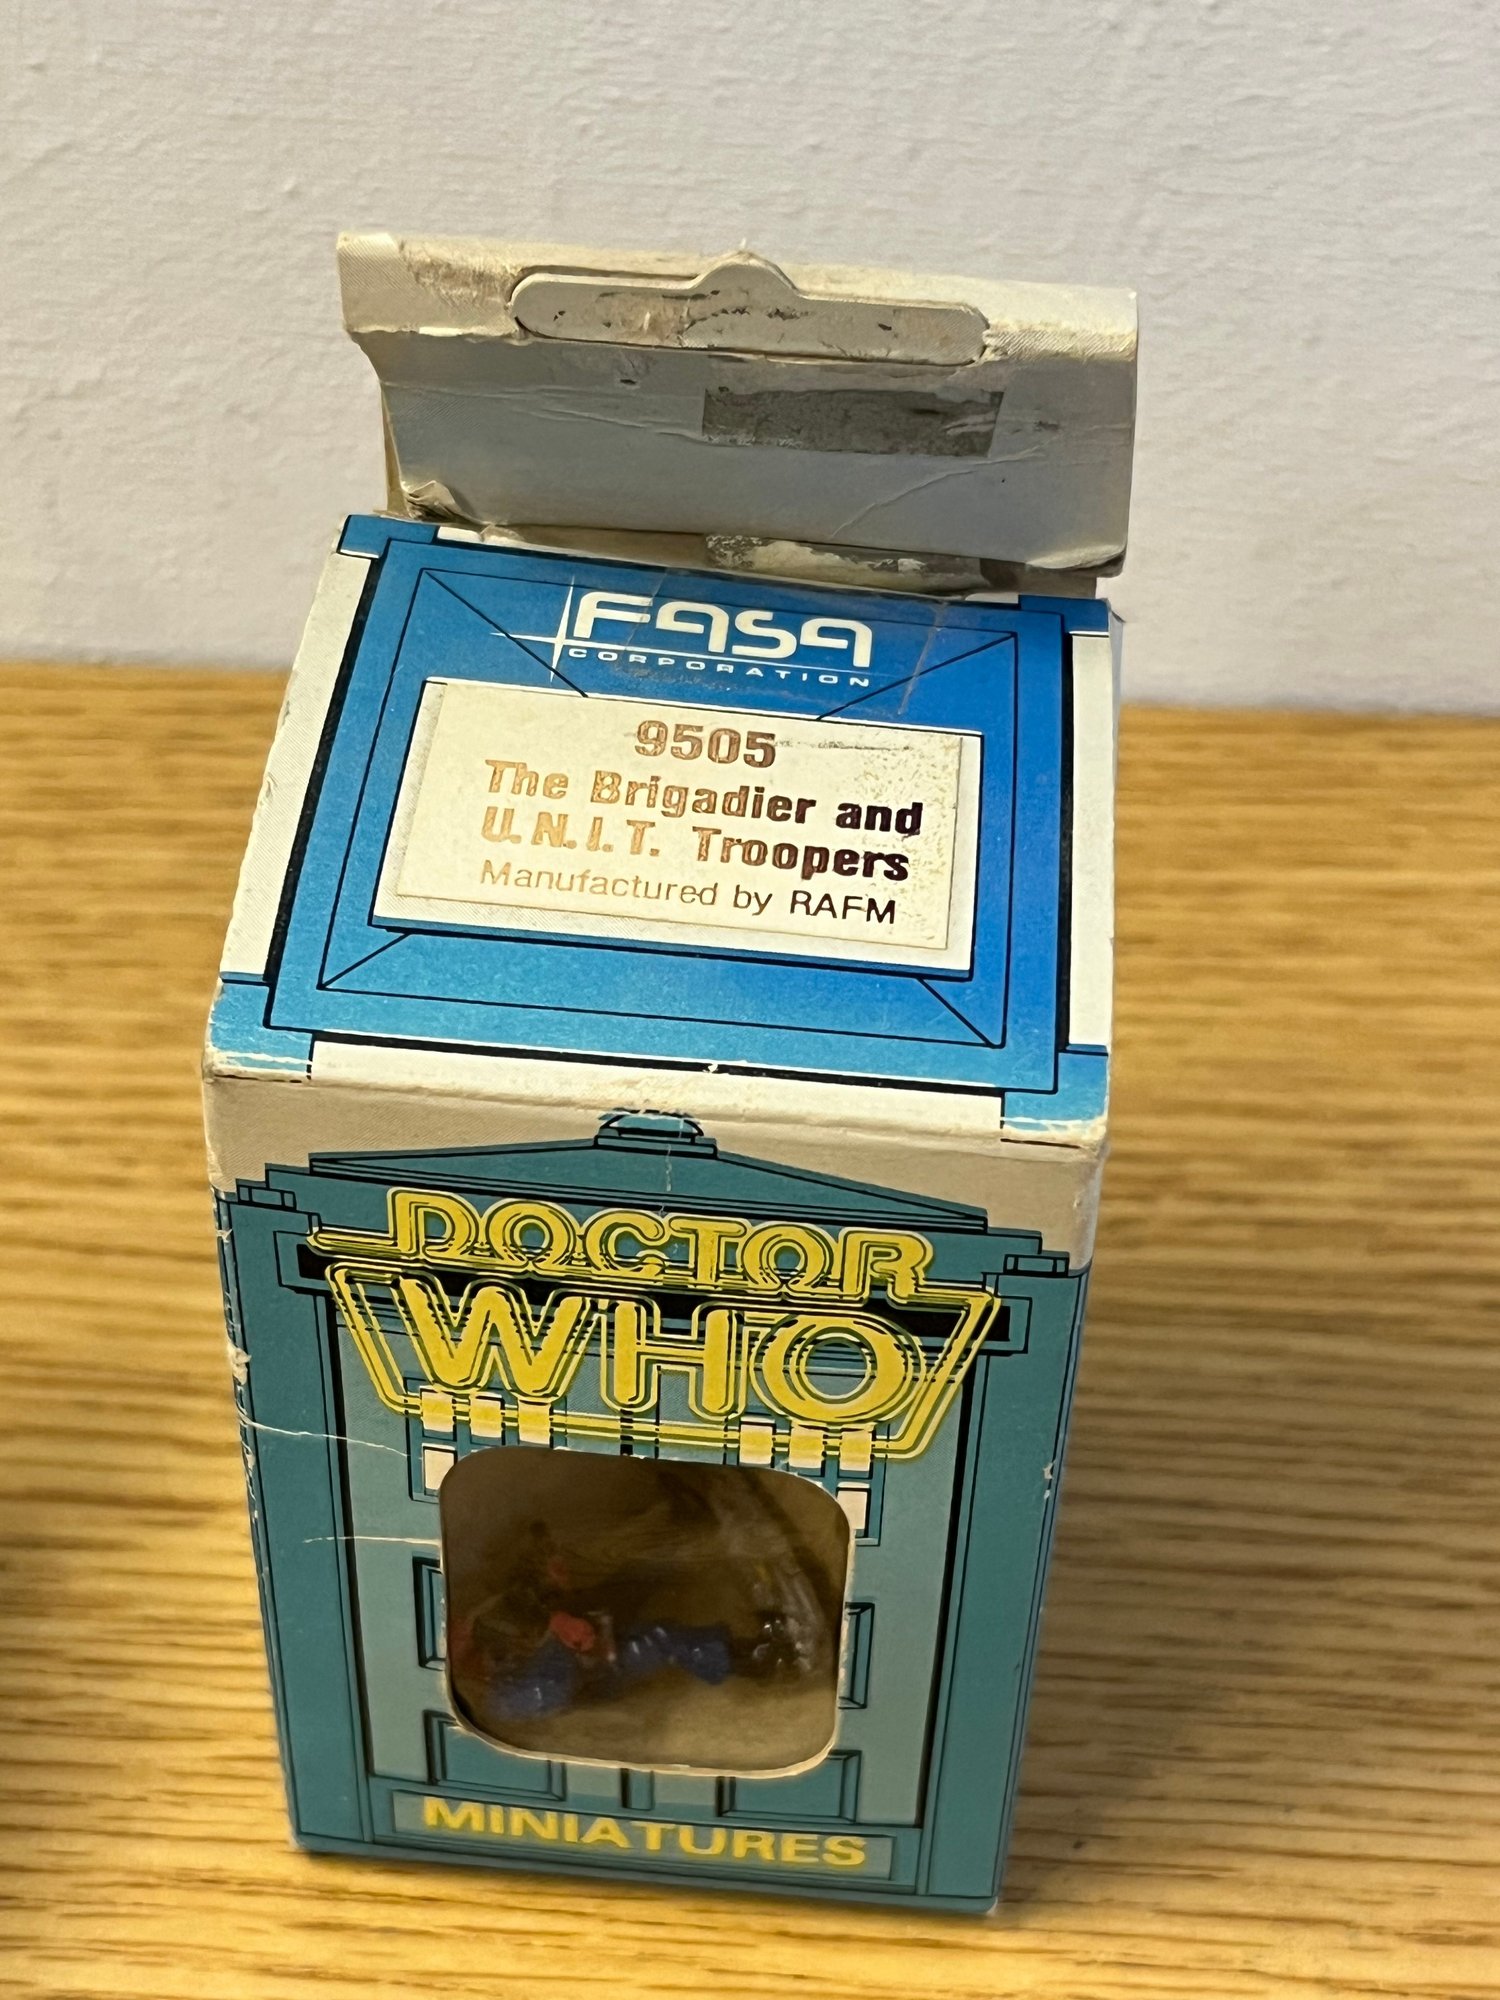 FASA
CORPORATION
9505
The Brigadier and
U.N.I.T. Troopers
Manufactured by RAFM
DOCTOR
WHO
MINIATURES